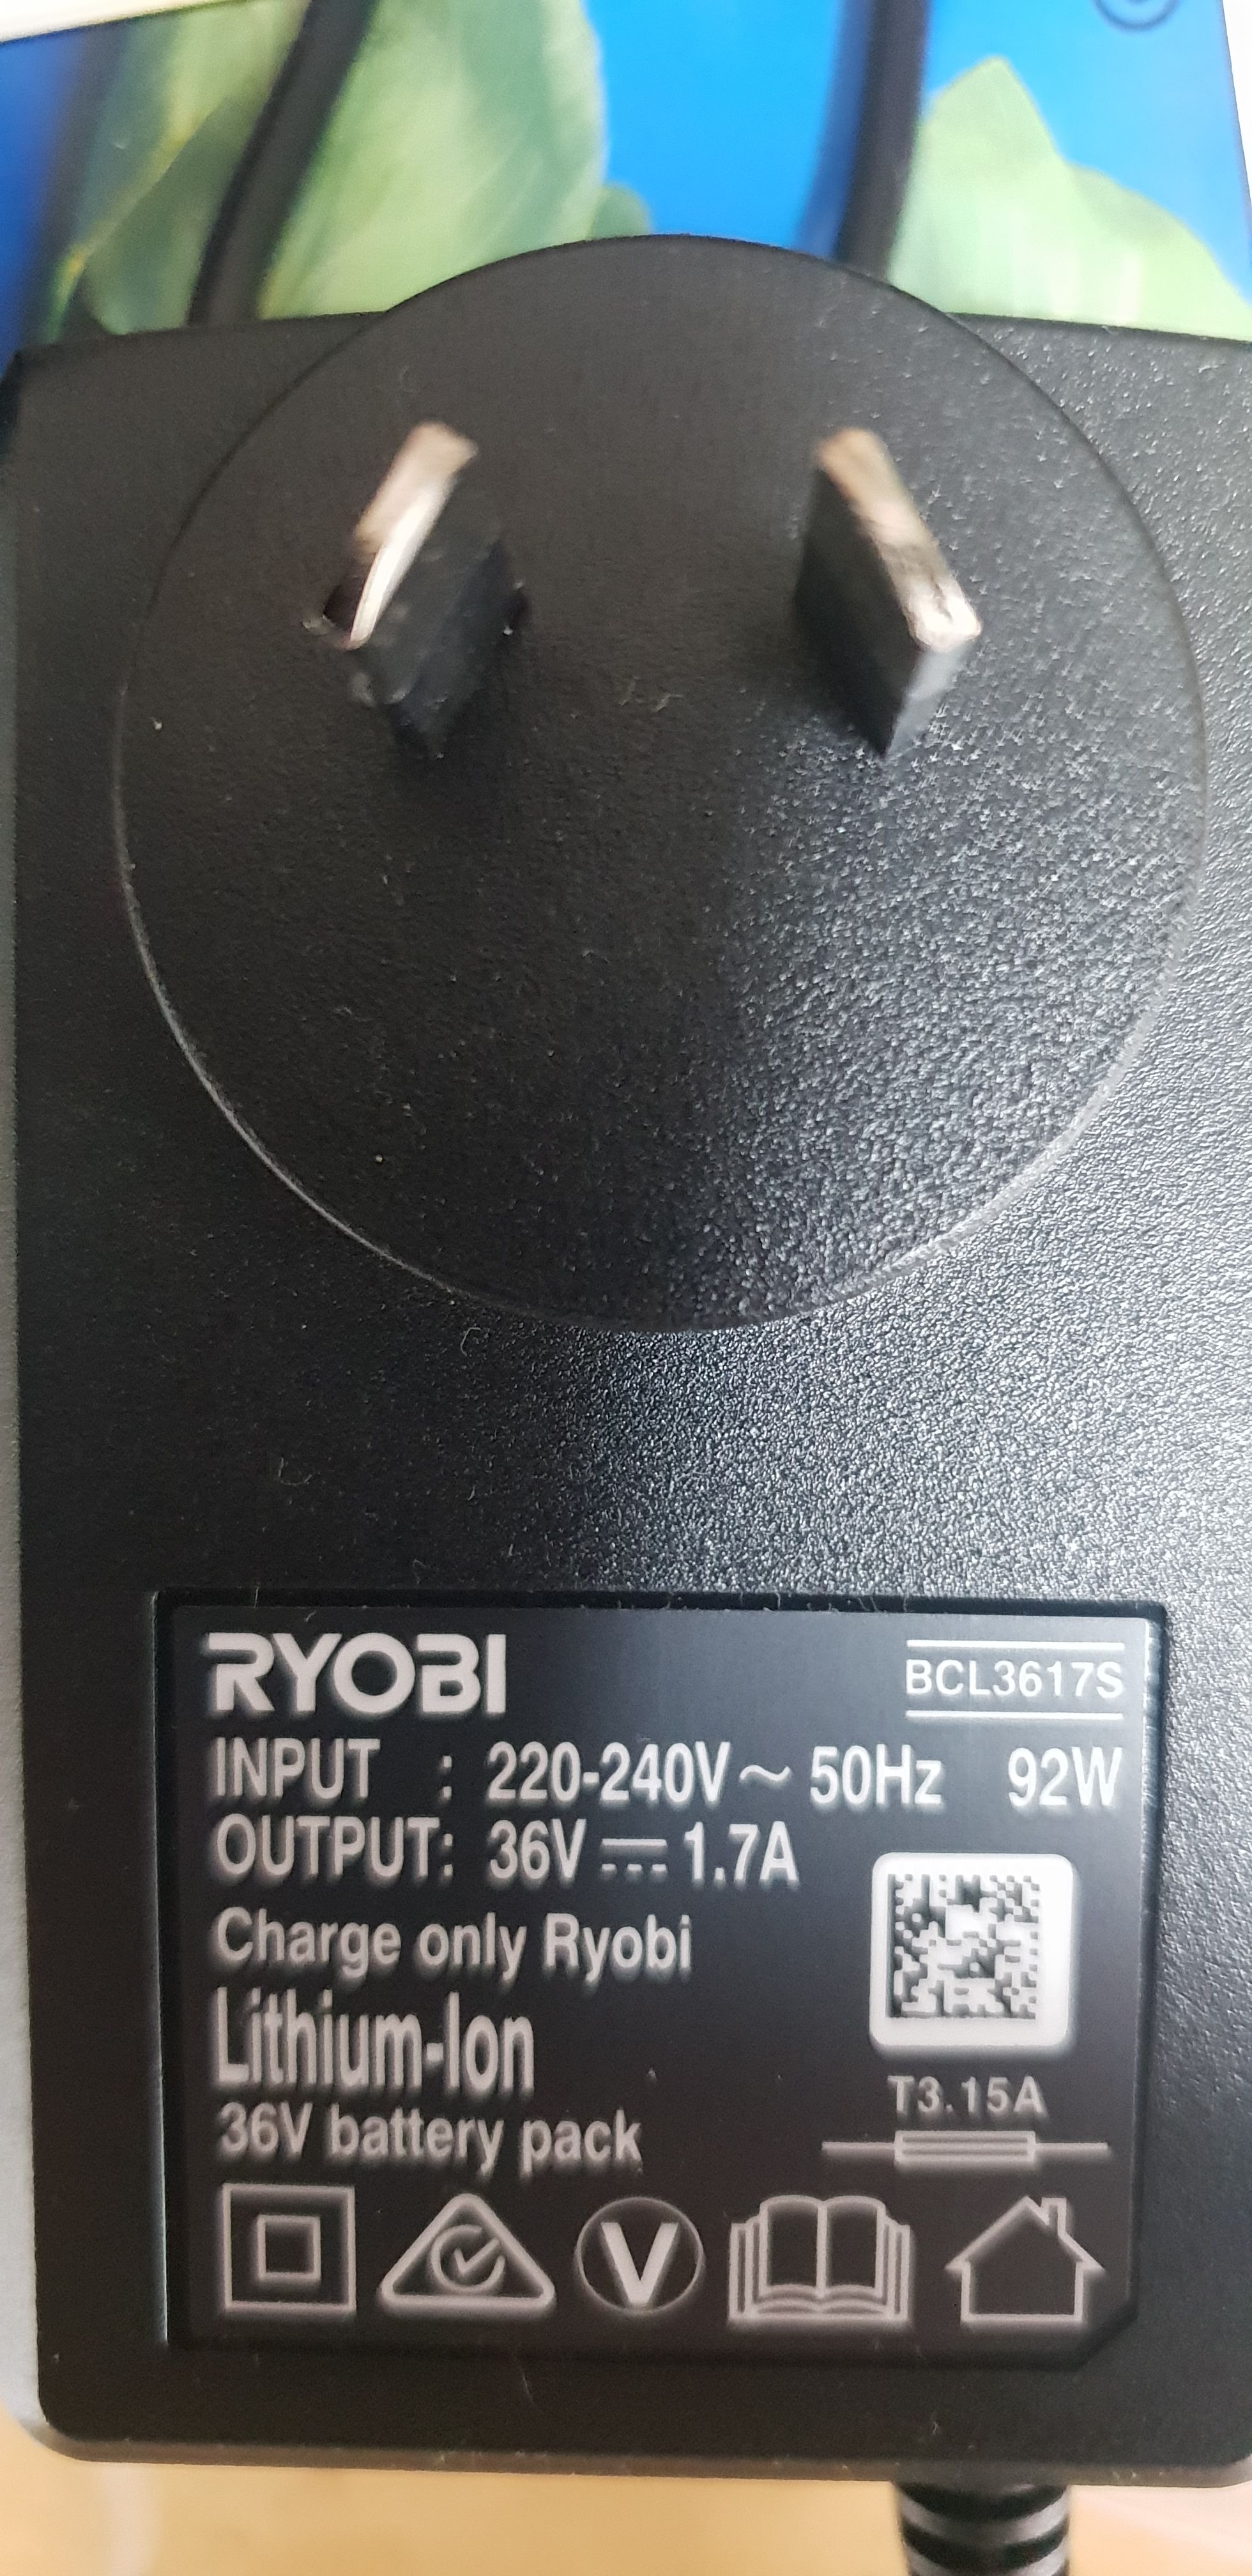 RYOBI
BCL3617S
INPUT : 220-240V~ 50Hz 92W
OUTPUT: 36V ⎓ 1.7A
Charge only Ryobi
Lithium-Ion
36V battery pack
T3.15A
V